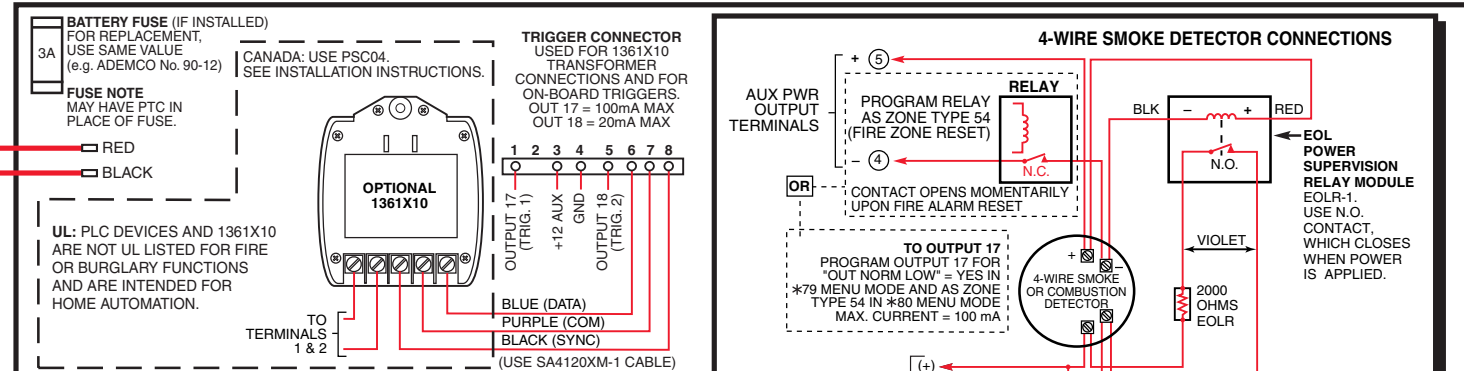 BATTERY FUSE (IF INSTALLED)
FOR REPLACEMENT,
USE SAME VALUE
(e.g. ADEMCO No. 90-12)
3A
FUSE NOTE
MAY HAVE PTC IN
PLACE OF FUSE.
RED
BLACK
CANADA: USE PSC04.
SEE INSTALLATION INSTRUCTIONS.
OPTIONAL
1361X10
UL: PLC DEVICES AND 1361X10
ARE NOT UL LISTED FOR FIRE
OR BURGLARY FUNCTIONS
AND ARE INTENDED FOR
HOME AUTOMATION.
TO
TERMINALS
1 & 2
TRIGGER CONNECTOR
USED FOR 1361X10
TRANSFORMER
CONNECTIONS AND FOR
ON-BOARD TRIGGERS.
OUT 17 = 100mA MAX
OUT 18 = 20mA MAX
1 2 3 4 5 6 7 8
OUTPUT 17
(TRIG. 1)
+12 AUX
GND
OUTPUT 18
(TRIG. 2)
BLUE (DATA)
PURPLE (COM)
BLACK (SYNC)
(USE SA4120XM-1 CABLE)
4-WIRE SMOKE DETECTOR CONNECTIONS
+ 5
AUX PWR
OUTPUT
TERMINALS
− 4
RELAY
PROGRAM RELAY
AS ZONE TYPE 54
(FIRE ZONE RESET)
N.C.
CONTACT OPENS MOMENTARILY
UPON FIRE ALARM RESET
OR
TO OUTPUT 17
PROGRAM OUTPUT 17 FOR
"OUT NORM LOW" = YES IN
*79 MENU MODE AND AS ZONE
TYPE 54 IN *80 MENU MODE
MAX. CURRENT = 100 mA
BLK − + RED
N.O.
EOL
POWER
SUPERVISION
RELAY MODULE
EOLR-1.
USE N.O.
CONTACT,
WHICH CLOSES
WHEN POWER
IS APPLIED.
+ −
4-WIRE SMOKE
OR COMBUSTION
DETECTOR
VIOLET
2000
OHMS
EOLR
(+)